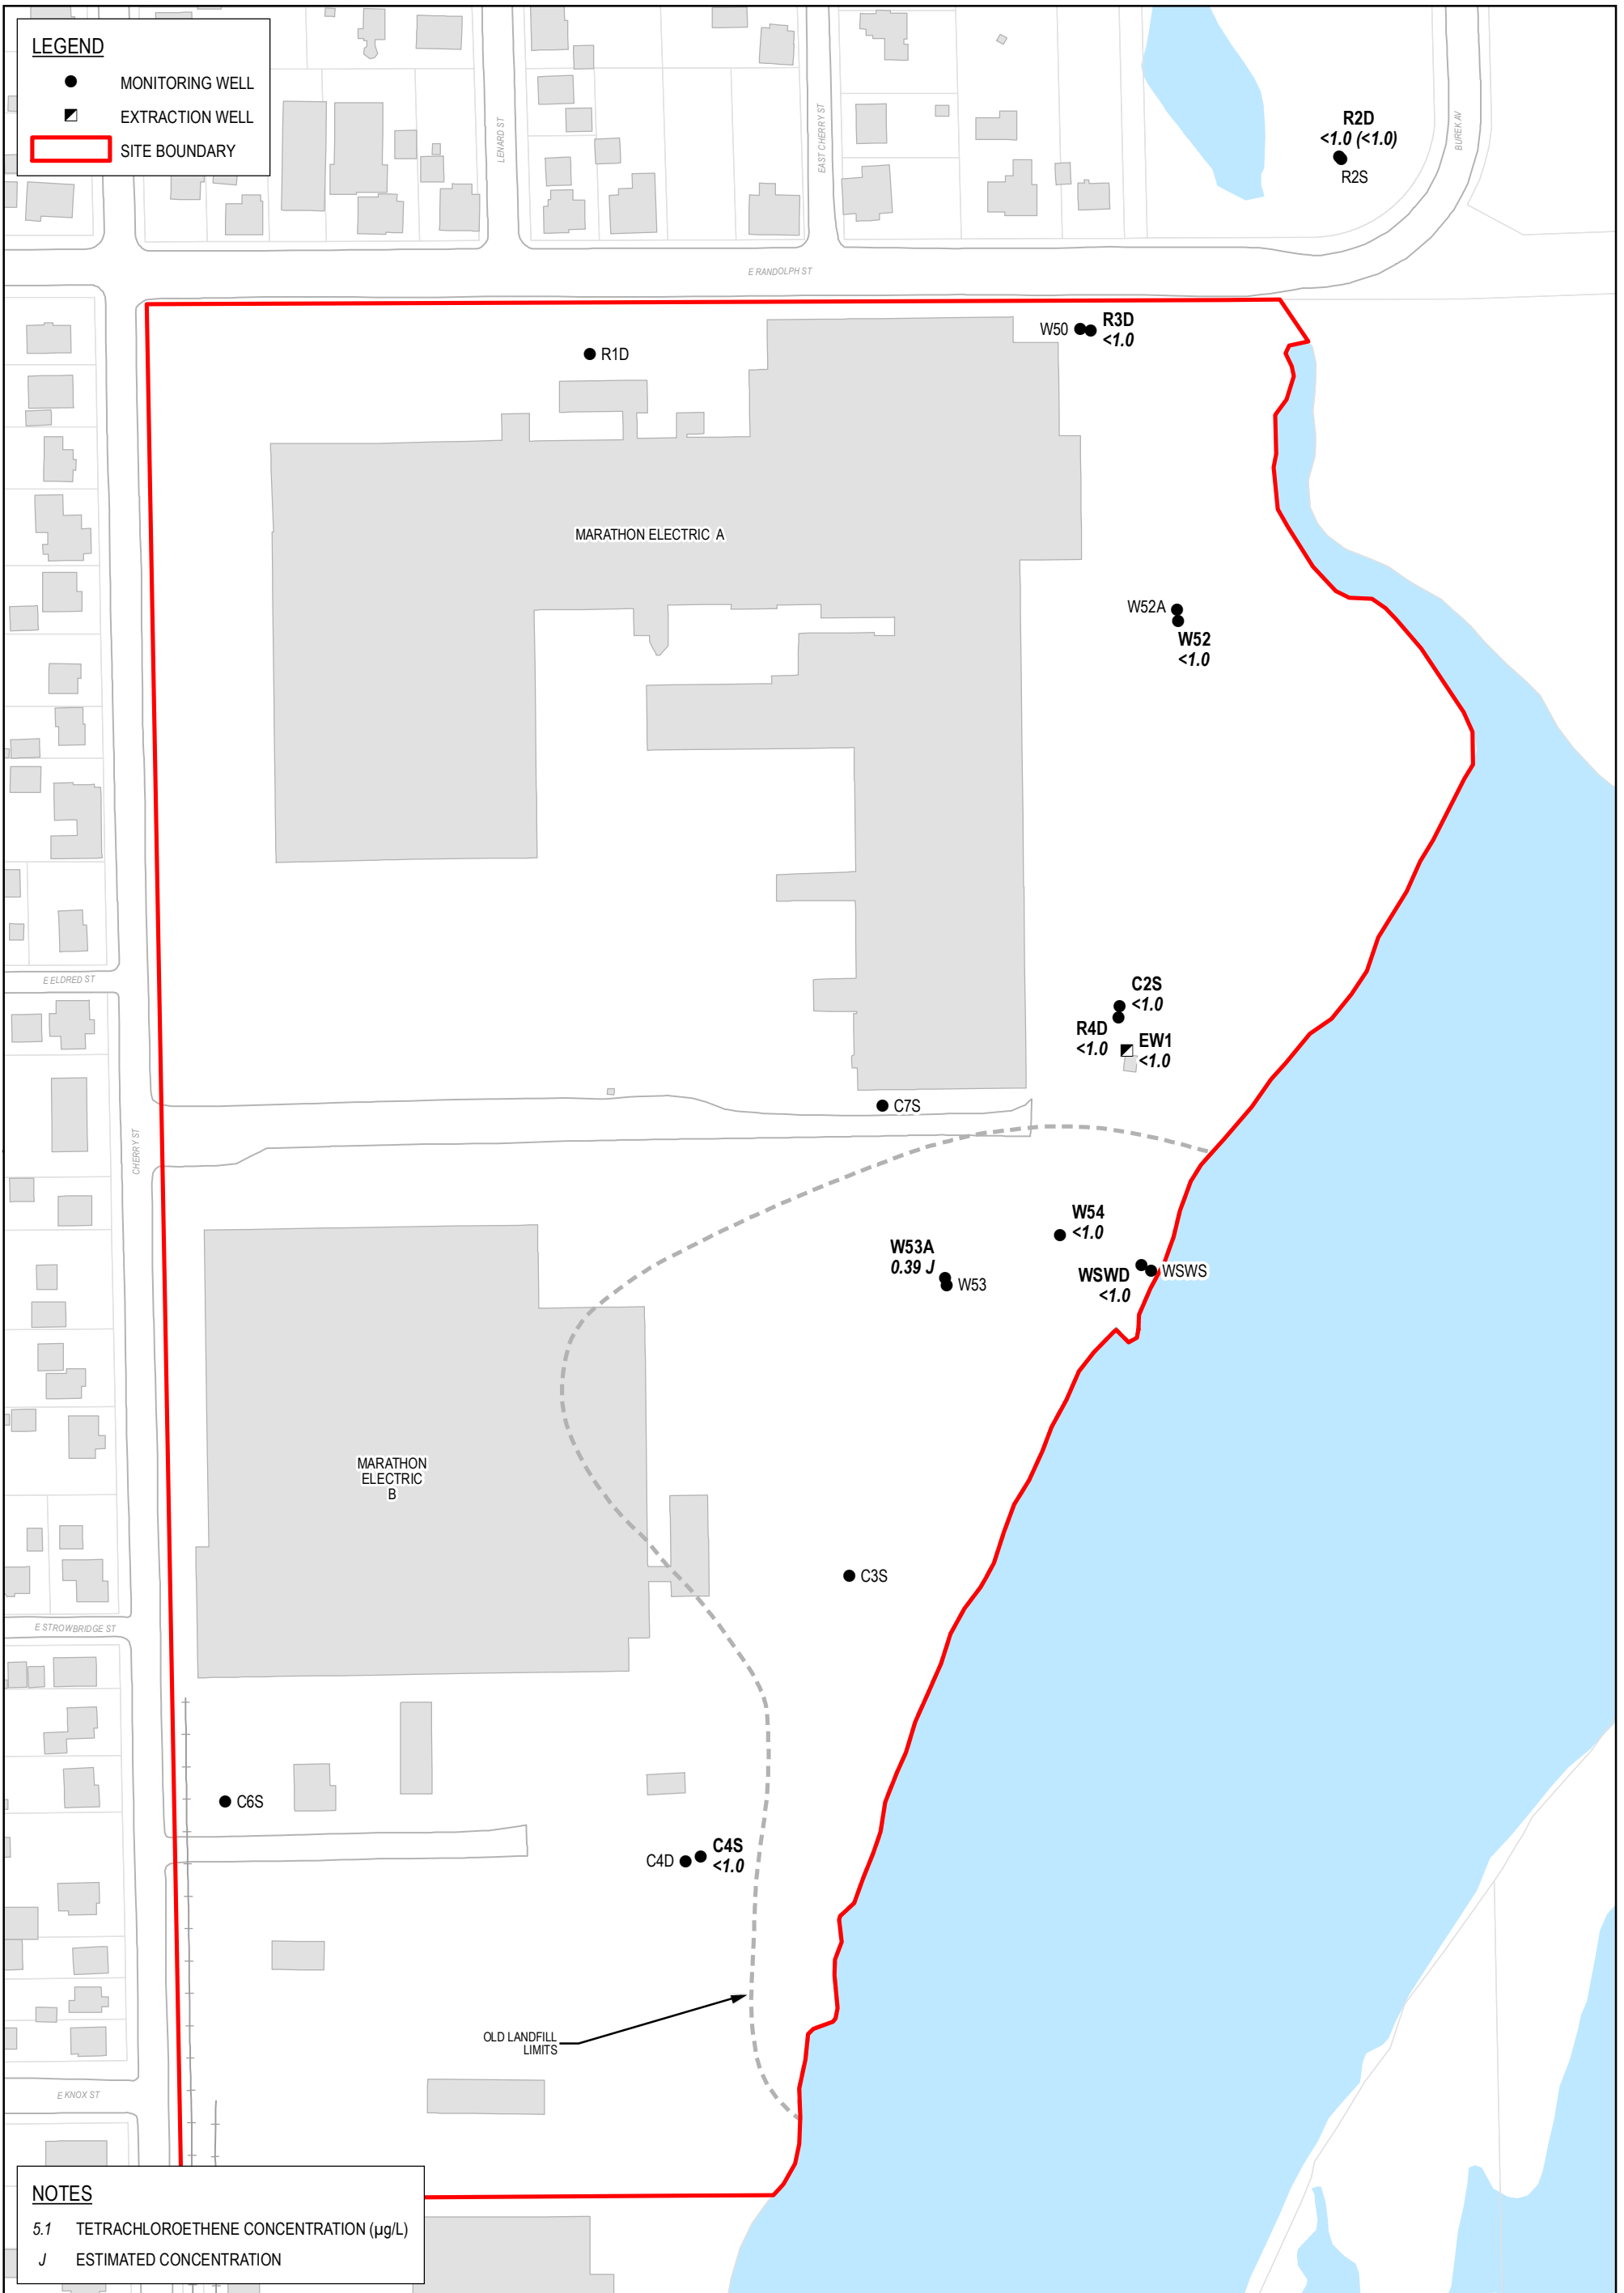 LEGEND
MONITORING WELL
EXTRACTION WELL
SITE BOUNDARY
LENARD ST
EAST CHERRY ST
BUREK AV
R2D
<1.0 (<1.0)
R2S
E RANDOLPH ST
W50
R3D
<1.0
R1D
MARATHON ELECTRIC A
W52A
W52
<1.0
E ELDRED ST
C2S
<1.0
R4D
<1.0
EW1
<1.0
C7S
CHERRY ST
W54
<1.0
W53A
0.39 J
W53
WSWD
<1.0
WSWS
MARATHON
ELECTRIC
B
C3S
E STROWBRIDGE ST
C6S
C4D
C4S
<1.0
OLD LANDFILL
LIMITS
E KNOX ST
NOTES
5.1 TETRACHLOROETHENE CONCENTRATION (µg/L)
J ESTIMATED CONCENTRATION